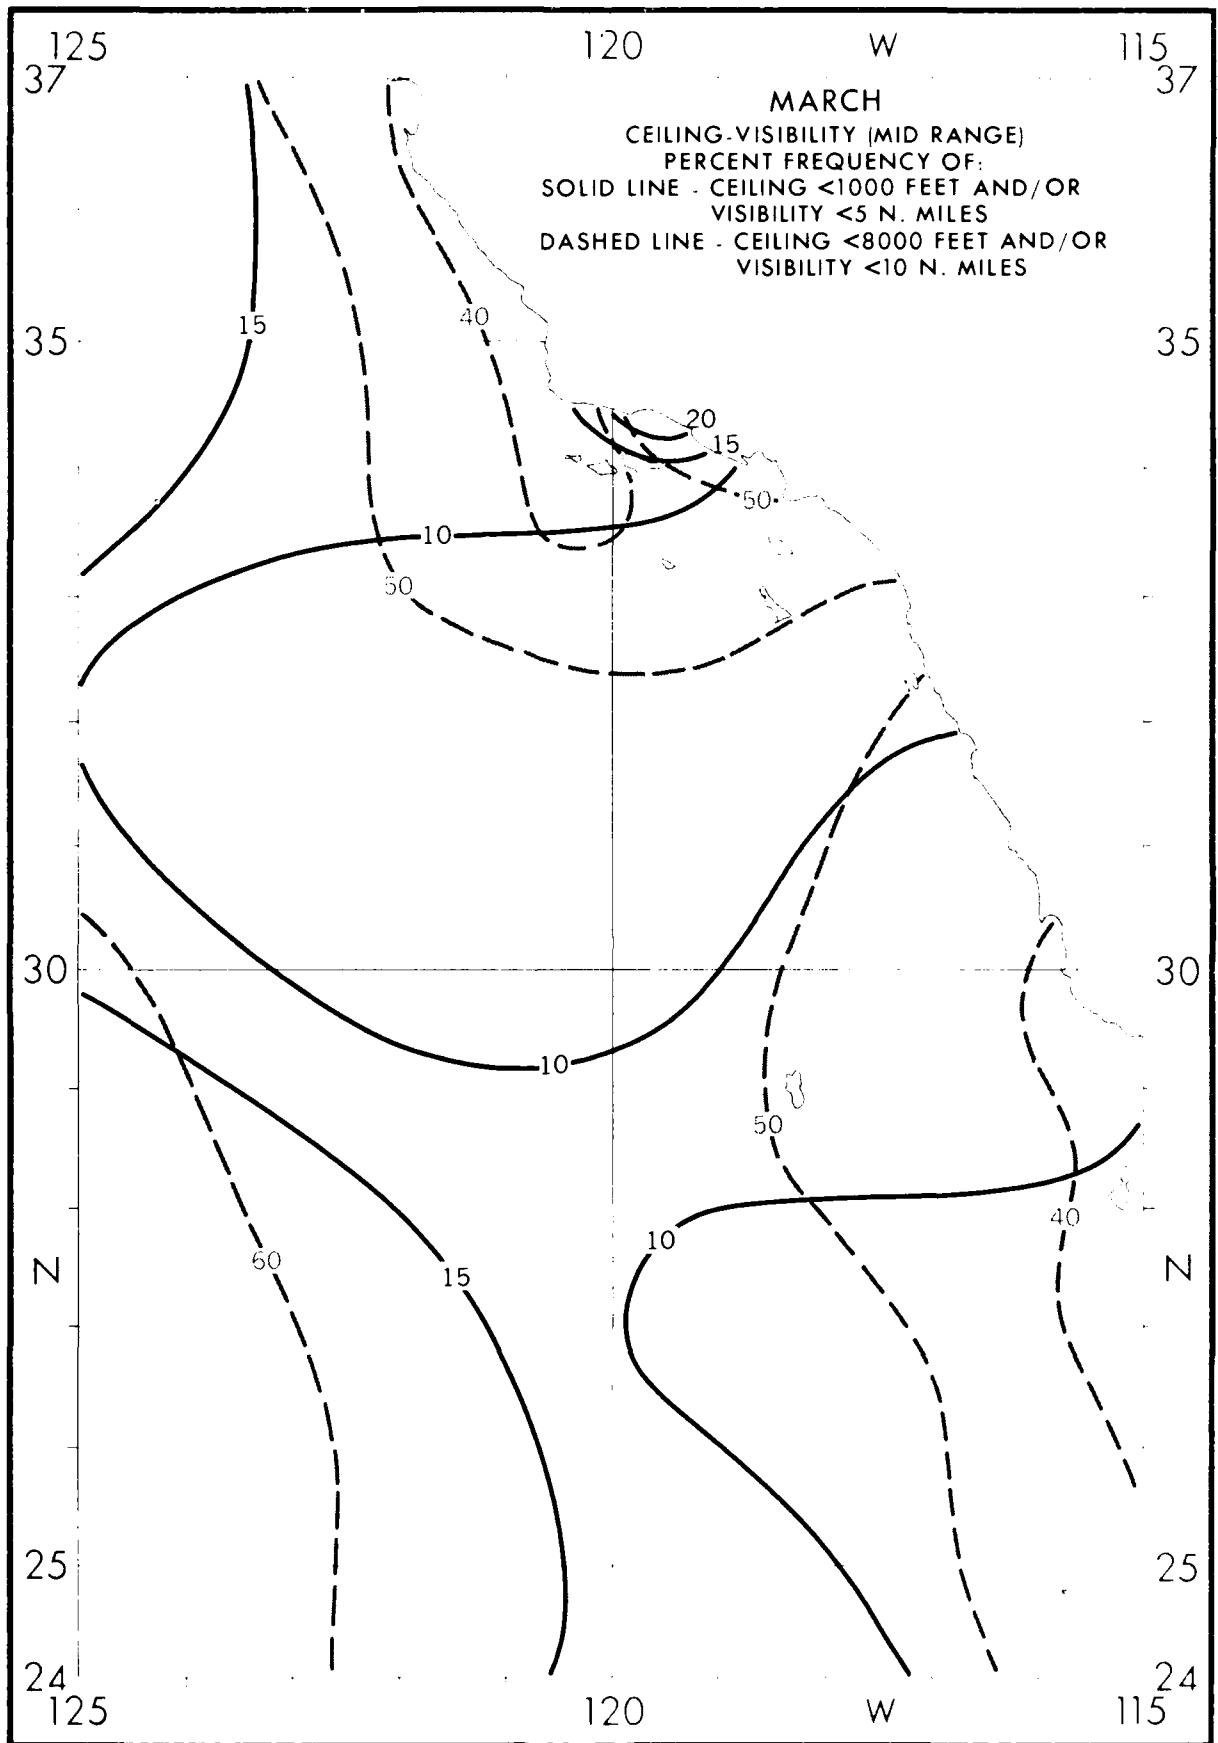 125 120 W 115
37 37
MARCH
CEILING-VISIBILITY (MID RANGE)
PERCENT FREQUENCY OF:
SOLID LINE - CEILING <1000 FEET AND/OR
VISIBILITY <5 N. MILES
DASHED LINE - CEILING <8000 FEET AND/OR
VISIBILITY <10 N. MILES
15 40
35 35
20
15
50
10
50
30 30
10
50
40
10
60 15
N N
25 25
24 24
125 120 W 115